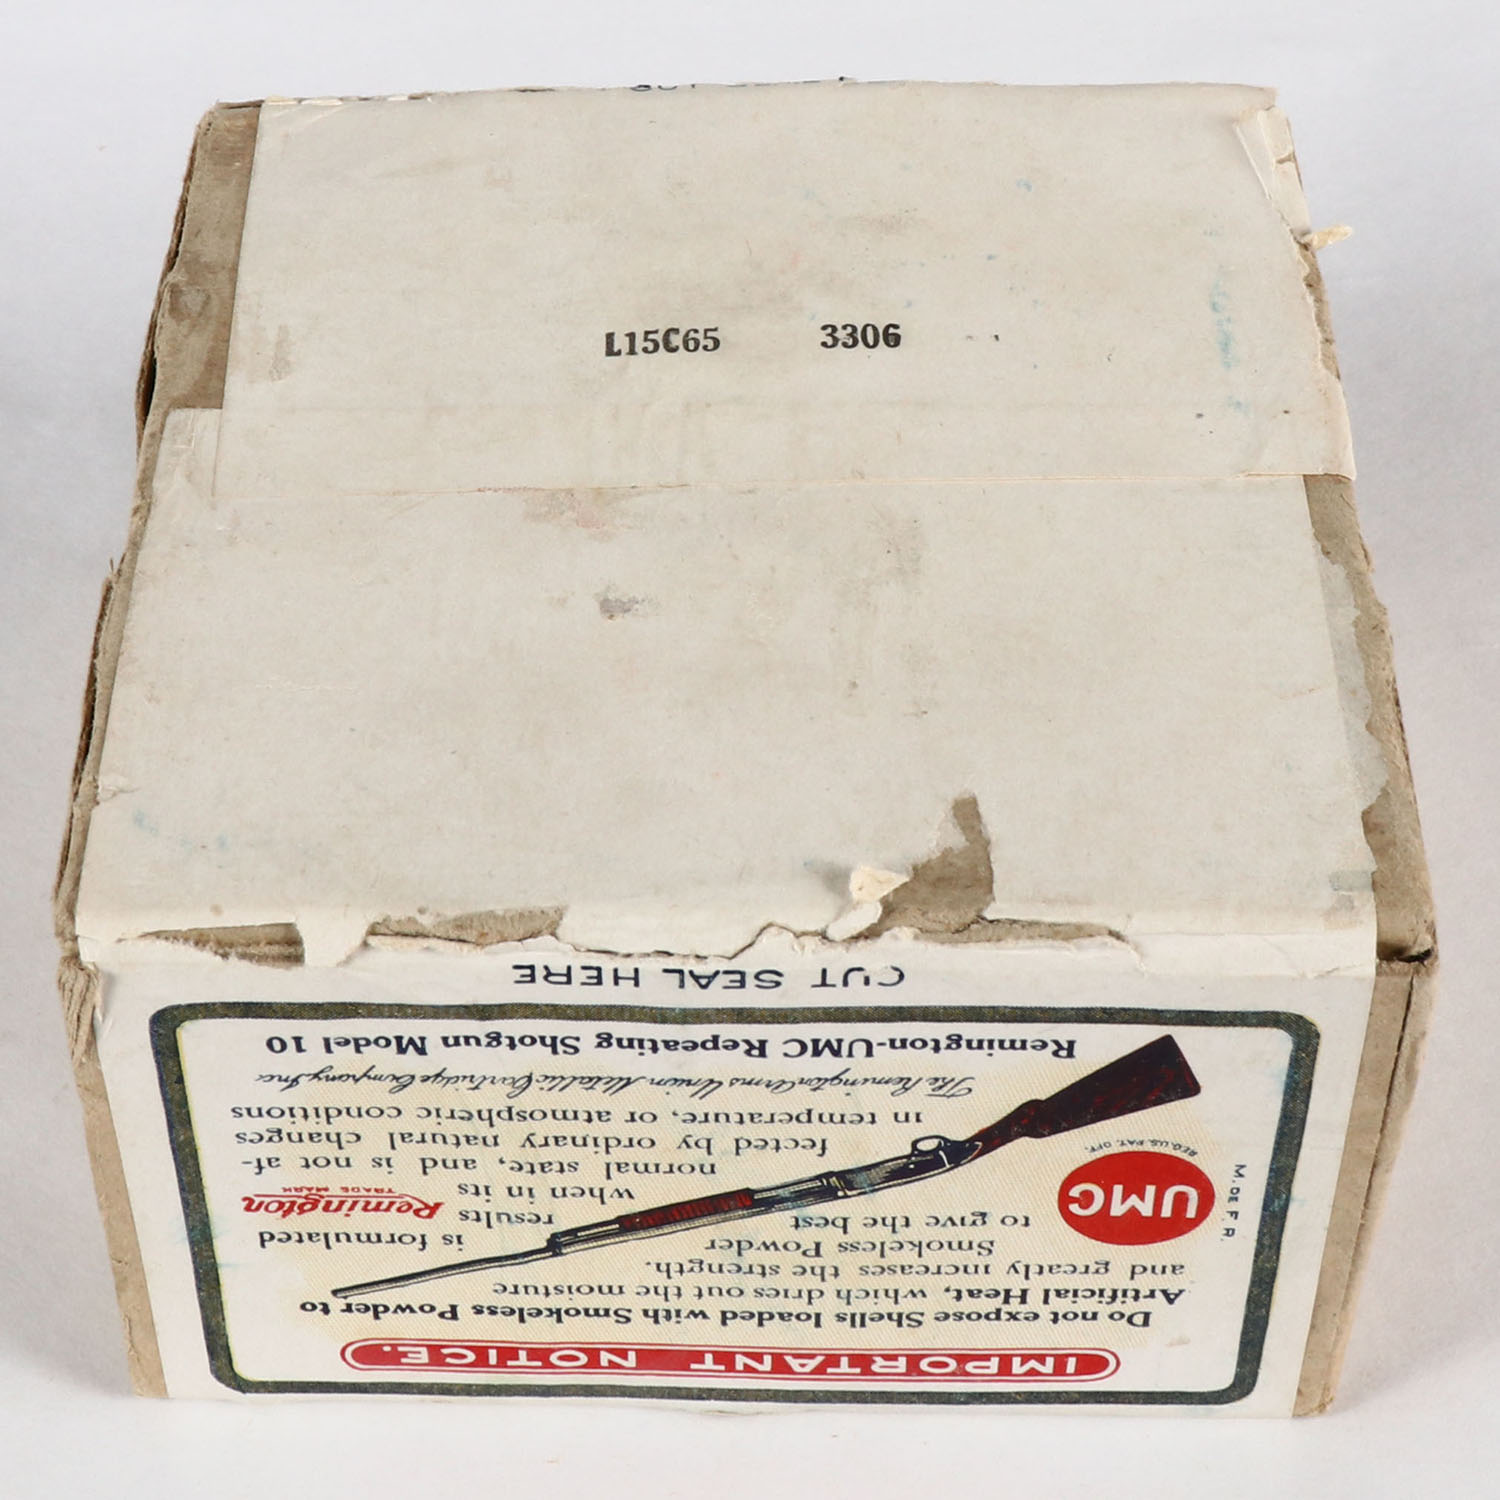 L15C65 3306
CUT SEAL HERE
IMPORTANT NOTICE.
Do not expose Shells loaded with Smokeless Powder to
Artificial Heat, which dries out the moisture
and greatly increases the strength.
Smokeless Powder is formulated
to give the best results
when in its
normal state, and is not af-
fected by ordinary natural changes
in temperature, or atmospheric conditions
The Remington Arms Union Metallic Cartridge Company, Inc.
Remington-UMC Repeating Shotgun Model 10
UMC
REG. U.S. PAT. OFF.
M. DE F. R.
Remington
TRADE MARK